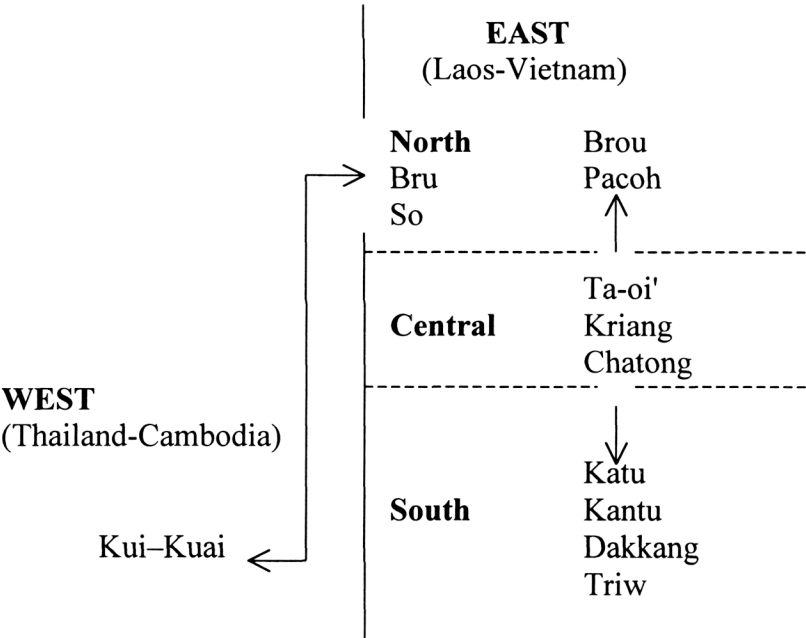 EAST
(Laos-Vietnam)
North Brou
Bru Pacoh
So
Ta-oi'
Central Kriang
Chatong
WEST
(Thailand-Cambodia)
Katu
South Kantu
Kui–Kuai Dakkang
Triw